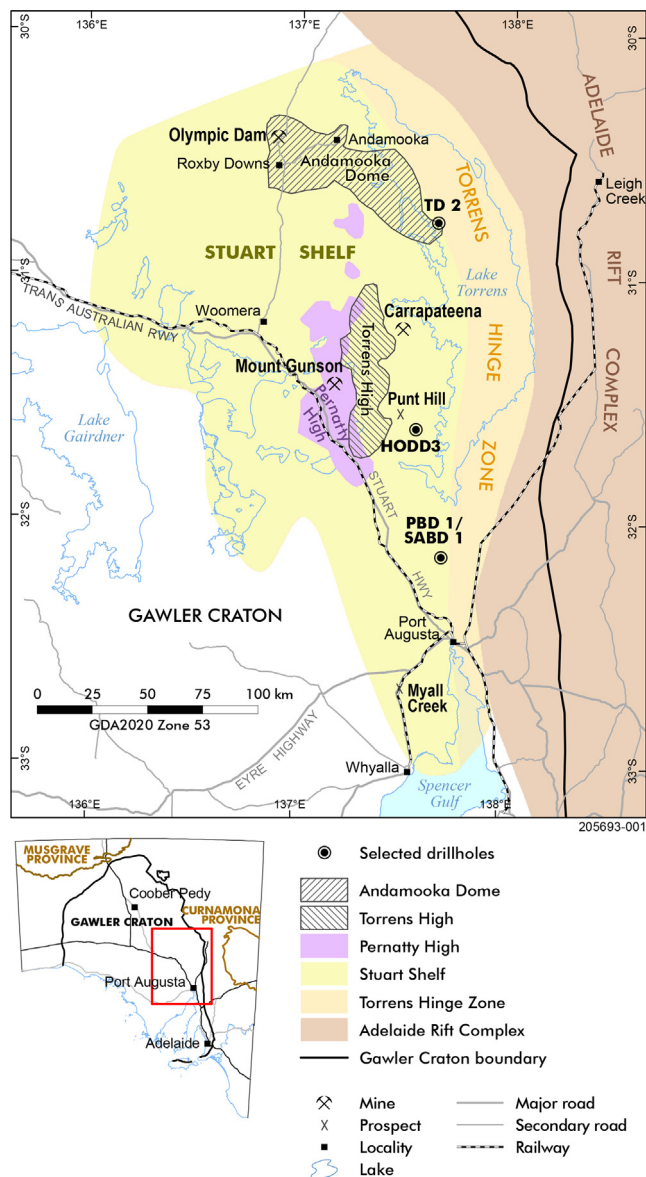 136°E
137°E
138°E
30°S
30°S
ADELAIDE
RIFT
COMPLEX
Olympic Dam
Andamooka
Roxby Downs
Andamooka
Dome
Leigh
Creek
TD 2
TORRENS
HINGE
ZONE
STUART SHELF
31°S
31°S
Lake
Torrens
TRANS AUSTRALIAN RWY
Woomera
Carrapateena
Torrens High
Mount Gunson
Pernatty
High
Punt Hill
HODD3
Lake
Gairdner
STUART
HWY
32°S
32°S
PBD 1/
SABD 1
GAWLER CRATON
Port
Augusta
0 25 50 75 100 km
GDA2020 Zone 53
Myall
Creek
EYRE HIGHWAY
Whyalla
33°S
33°S
Spencer
Gulf
136°E
137°E
138°E
205693-001
MUSGRAVE
PROVINCE
Coober Pedy
GAWLER CRATON
CURNAMONA
PROVINCE
Port Augusta
Adelaide
Selected drillholes
Andamooka Dome
Torrens High
Pernatty High
Stuart Shelf
Torrens Hinge Zone
Adelaide Rift Complex
Gawler Craton boundary
Mine
Prospect
Locality
Lake
Major road
Secondary road
Railway